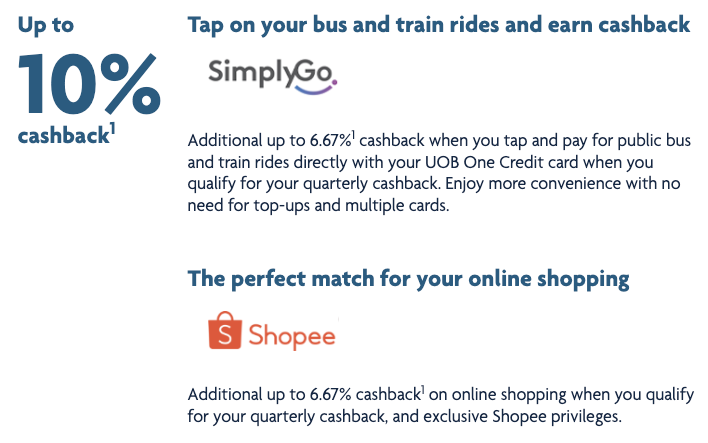 Up to
10%
cashback¹
Tap on your bus and train rides and earn cashback
SimplyGo
Additional up to 6.67%¹ cashback when you tap and pay for public bus
and train rides directly with your UOB One Credit card when you
qualify for your quarterly cashback. Enjoy more convenience with no
need for top-ups and multiple cards.
The perfect match for your online shopping
Shopee
Additional up to 6.67% cashback¹ on online shopping when you qualify
for your quarterly cashback, and exclusive Shopee privileges.